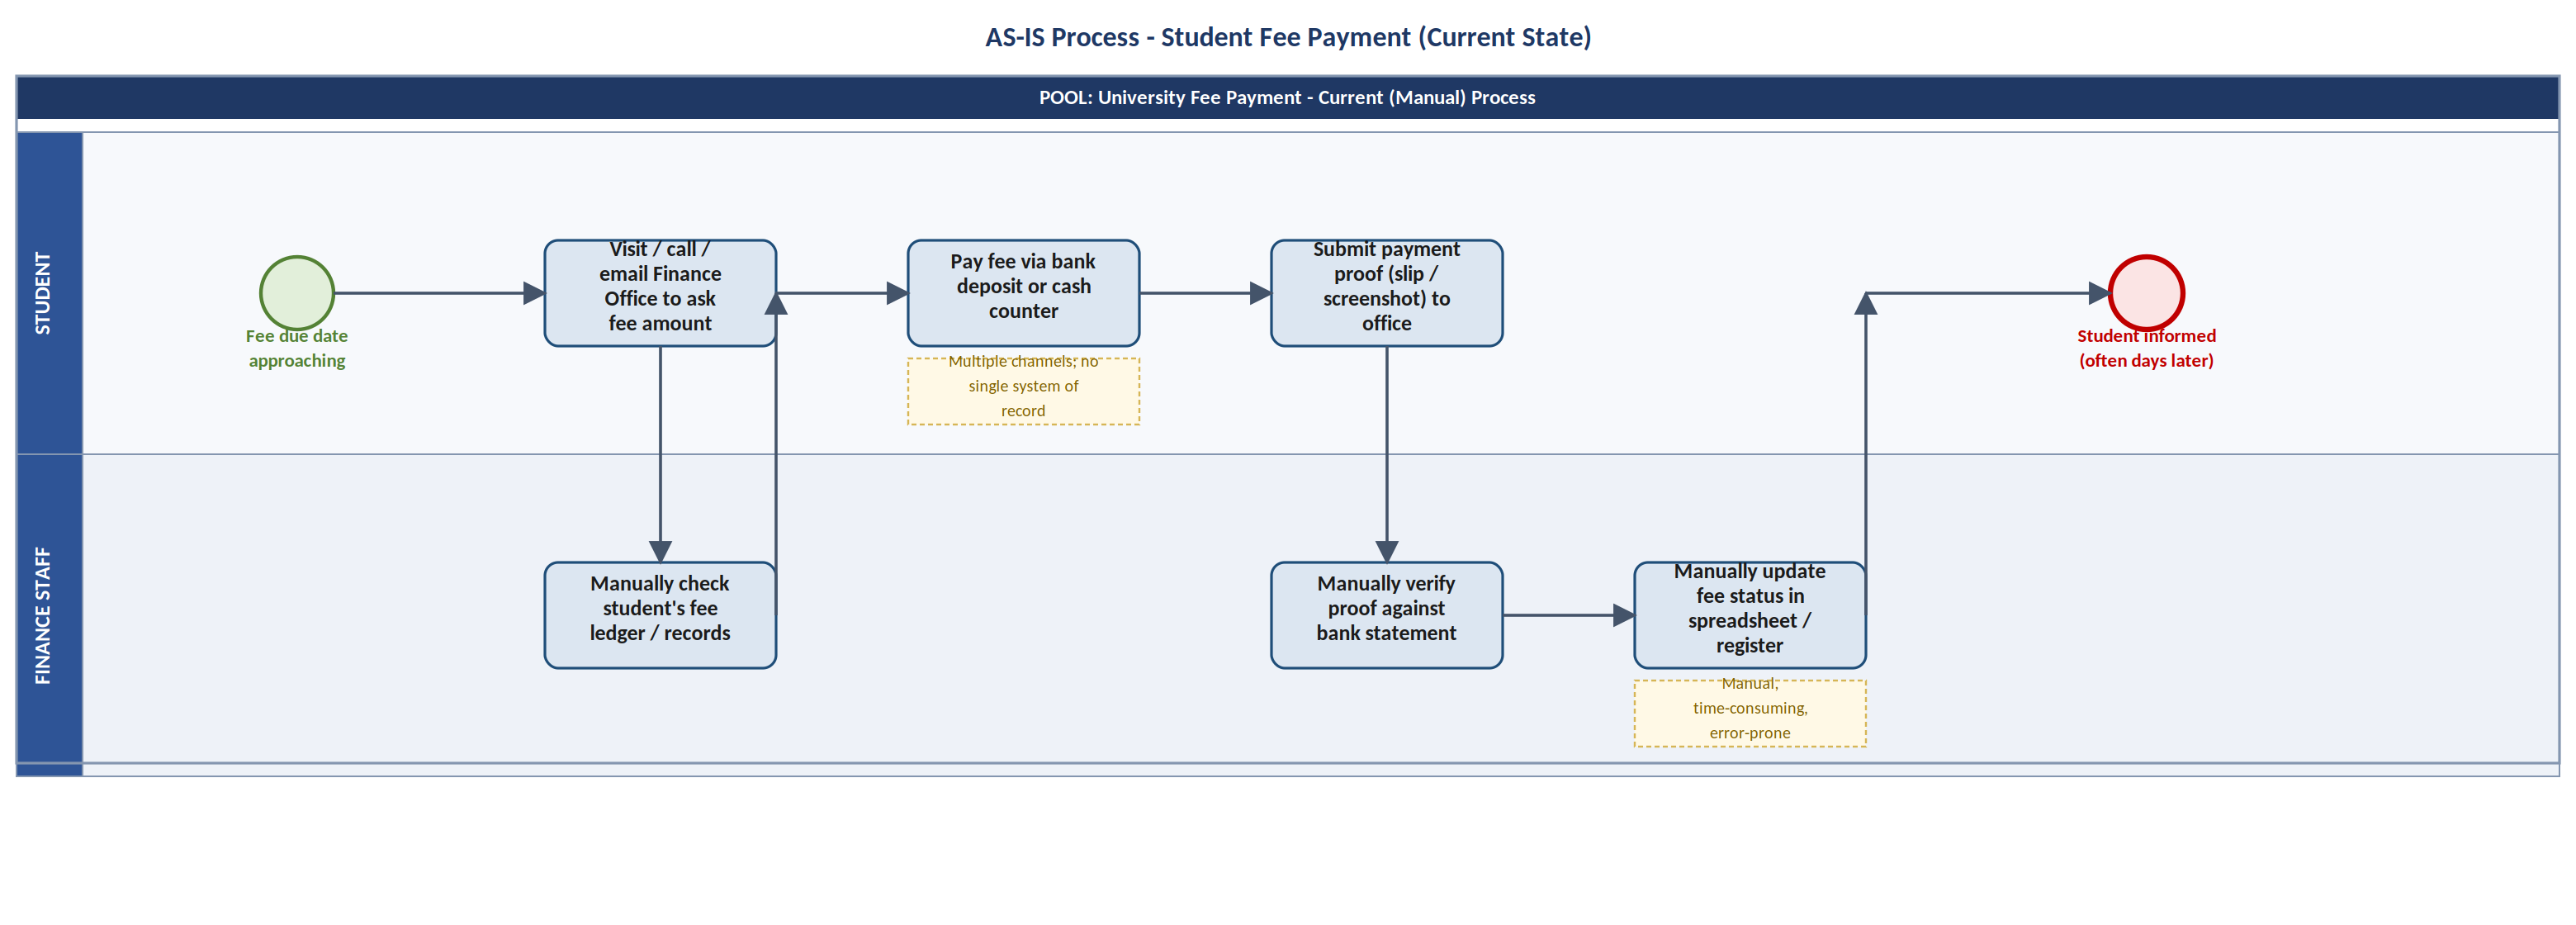 AS-IS Process - Student Fee Payment (Current State)
POOL: University Fee Payment - Current (Manual) Process
STUDENT
Fee due date
approaching
Visit / call /
email Finance
Office to ask
fee amount
Pay fee via bank
deposit or cash
counter
Multiple channels; no
single system of
record
Submit payment
proof (slip /
screenshot) to
office
Student informed
(often days later)
FINANCE STAFF
Manually check
student's fee
ledger / records
Manually verify
proof against
bank statement
Manually update
fee status in
spreadsheet /
register
Manual,
time-consuming,
error-prone